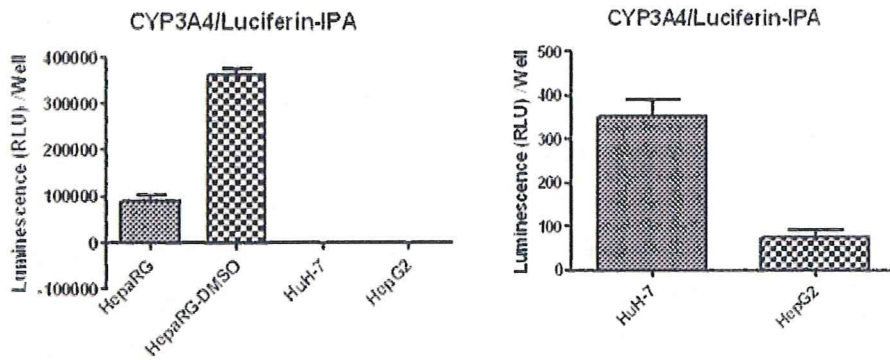 CYP3A4/Luciferin-IPA
Luminescence (RLU) /Well
400000
300000
200000
100000
0
-100000
HepaRG
HepaRG-DMSO
HuH-7
HepG2
CYP3A4/Luciferin-IPA
Luminescence (RLU) /Well
500
400
300
200
100
0
HuH-7
HepG2